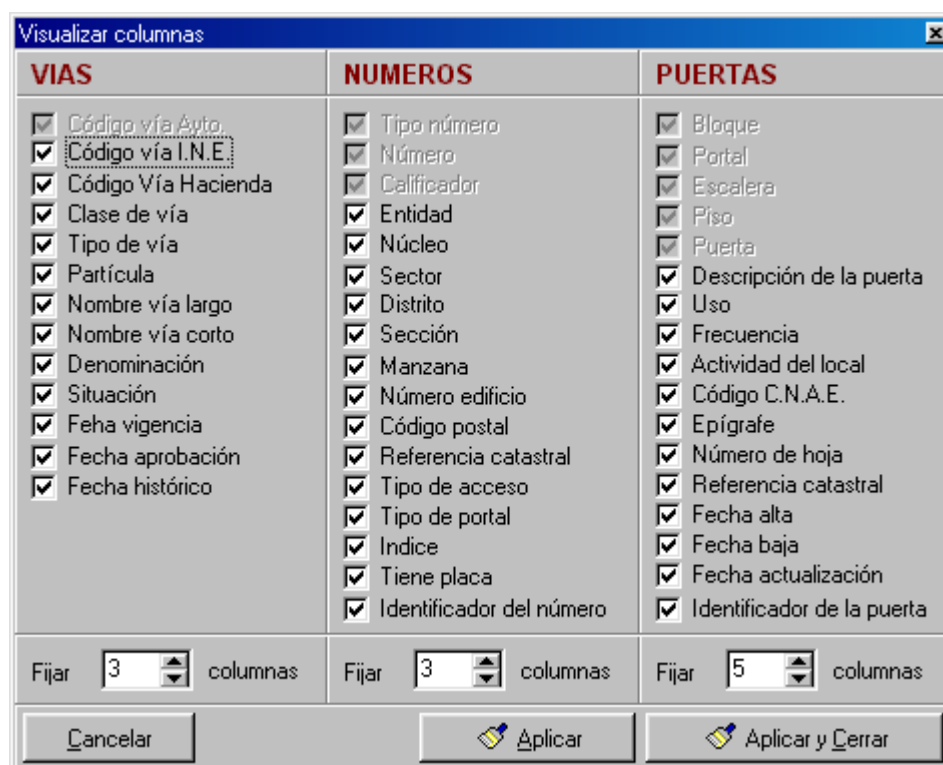 Visualizar columnas
VIAS
Código vía Ayto.
Código vía I.N.E.
Código Vía Hacienda
Clase de vía
Tipo de vía
Partícula
Nombre vía largo
Nombre vía corto
Denominación
Situación
Feha vigencia
Fecha aprobación
Fecha histórico
Fijar 3 columnas
NUMEROS
Tipo número
Número
Calificador
Entidad
Núcleo
Sector
Distrito
Sección
Manzana
Número edificio
Código postal
Referencia catastral
Tipo de acceso
Tipo de portal
Indice
Tiene placa
Identificador del número
Fijar 3 columnas
PUERTAS
Bloque
Portal
Escalera
Piso
Puerta
Descripción de la puerta
Uso
Frecuencia
Actividad del local
Código C.N.A.E.
Epígrafe
Número de hoja
Referencia catastral
Fecha alta
Fecha baja
Fecha actualización
Identificador de la puerta
Fijar 5 columnas
Cancelar
Aplicar
Aplicar y Cerrar